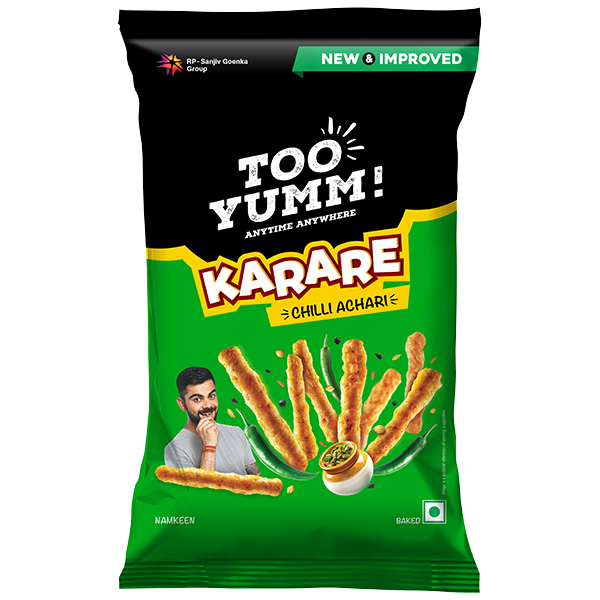 RP - Sanjiv Goenka
Group
NEW & IMPROVED
TOO
YUMM!
ANYTIME ANYWHERE
KARARE
CHILLI ACHARI
NAMKEEN
BAKED